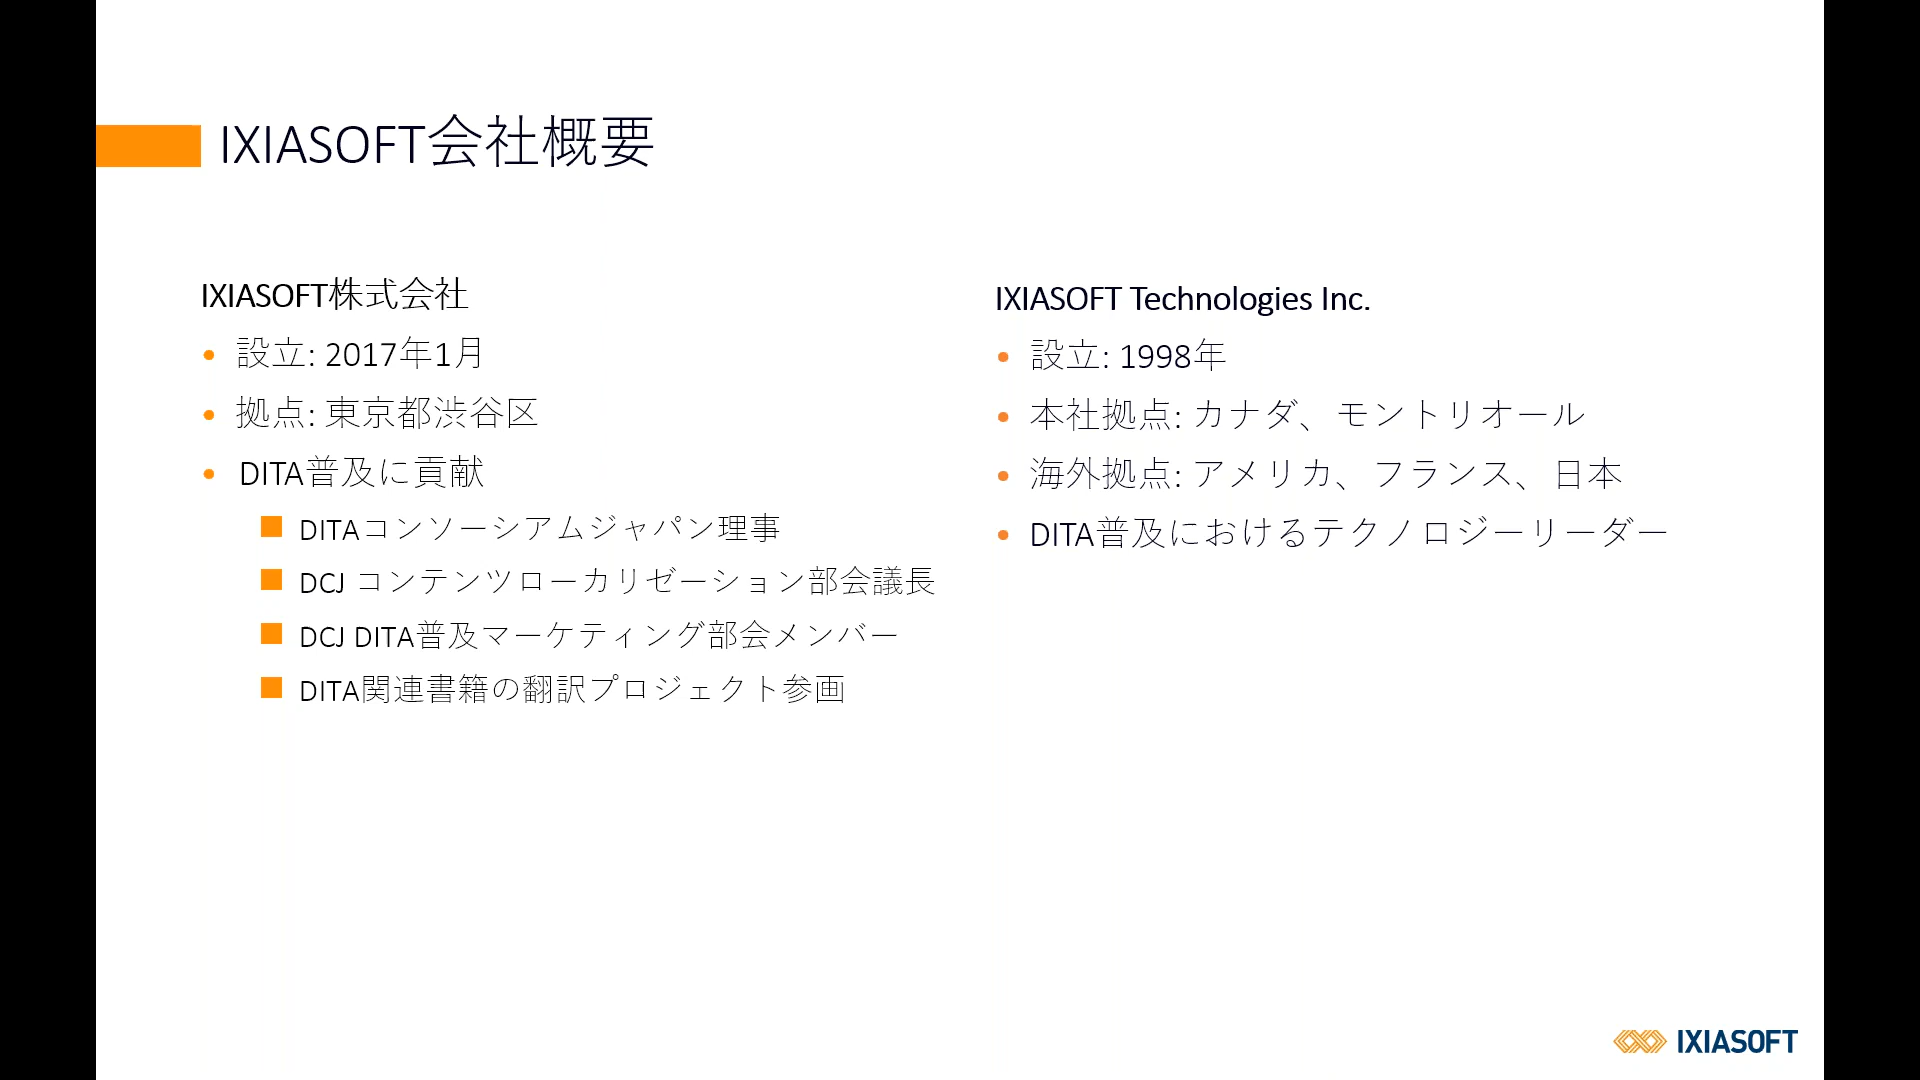 IXIASOFT会社概要
IXIASOFT株式会社
• 設立: 2017年1月
• 拠点: 東京都渋谷区
• DITA普及に貢献
■ DITAコンソーシアムジャパン理事
■ DCJ コンテンツローカリゼーション部会議長
■ DCJ DITA普及マーケティング部会メンバー
■ DITA関連書籍の翻訳プロジェクト参画
IXIASOFT Technologies Inc.
• 設立: 1998年
• 本社拠点: カナダ、モントリオール
• 海外拠点: アメリカ、フランス、日本
• DITA普及におけるテクノロジーリーダー
IXIASOFT